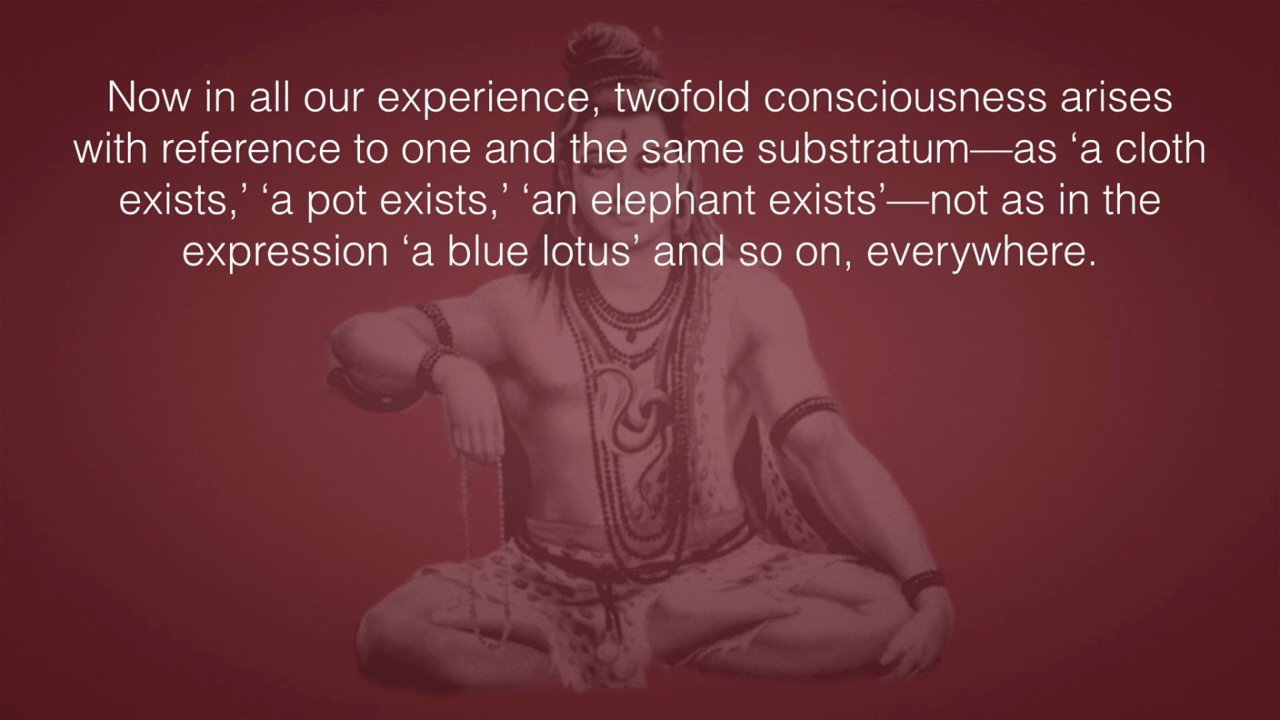 Now in all our experience, twofold consciousness arises
with reference to one and the same substratum—as ‘a cloth
exists,’ ‘a pot exists,’ ‘an elephant exists’—not as in the
expression ‘a blue lotus’ and so on, everywhere.